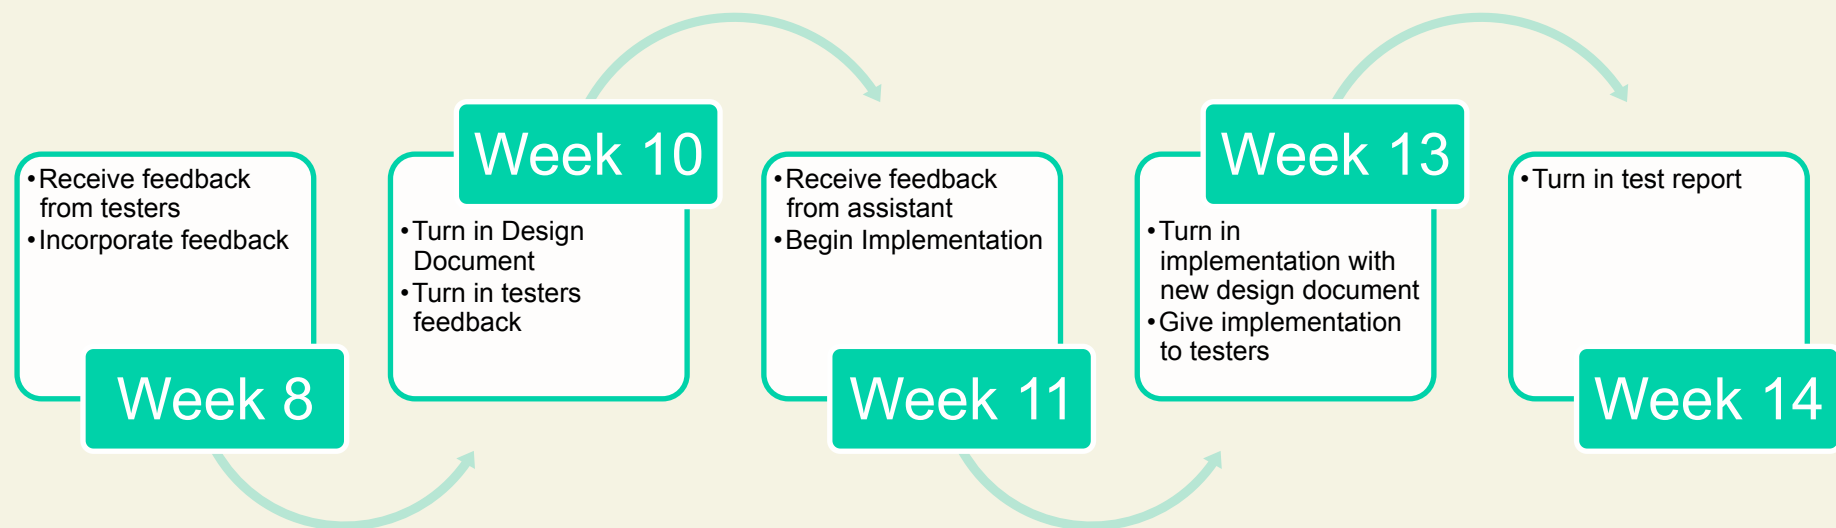 •Receive feedback
from testers
•Incorporate feedback
Week 8
Week 10
•Turn in Design
Document
•Turn in testers
feedback
•Receive feedback
from assistant
•Begin Implementation
Week 11
Week 13
•Turn in
implementation with
new design document
•Give implementation
to testers
•Turn in test report
Week 14